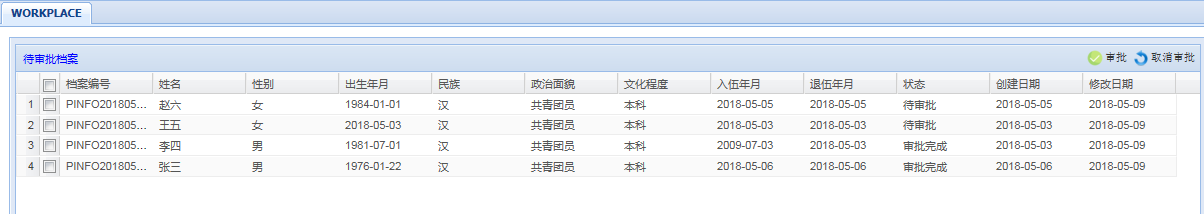 WORKPLACE
待审批档案 审批 取消审批
档案编号 姓名 性别 出生年月 民族 政治面貌 文化程度 入伍年月 退伍年月 状态 创建日期 修改日期
1 PINFO201805... 赵六 女 1984-01-01 汉 共青团员 本科 2018-05-05 2018-05-05 待审批 2018-05-05 2018-05-09
2 PINFO201805... 王五 女 2018-05-03 汉 共青团员 本科 2018-05-03 2018-05-03 待审批 2018-05-03 2018-05-09
3 PINFO201805... 李四 男 1981-07-01 汉 共青团员 本科 2009-07-03 2018-05-03 审批完成 2018-05-03 2018-05-09
4 PINFO201805... 张三 男 1976-01-22 汉 共青团员 本科 2018-05-06 2018-05-06 审批完成 2018-05-06 2018-05-09